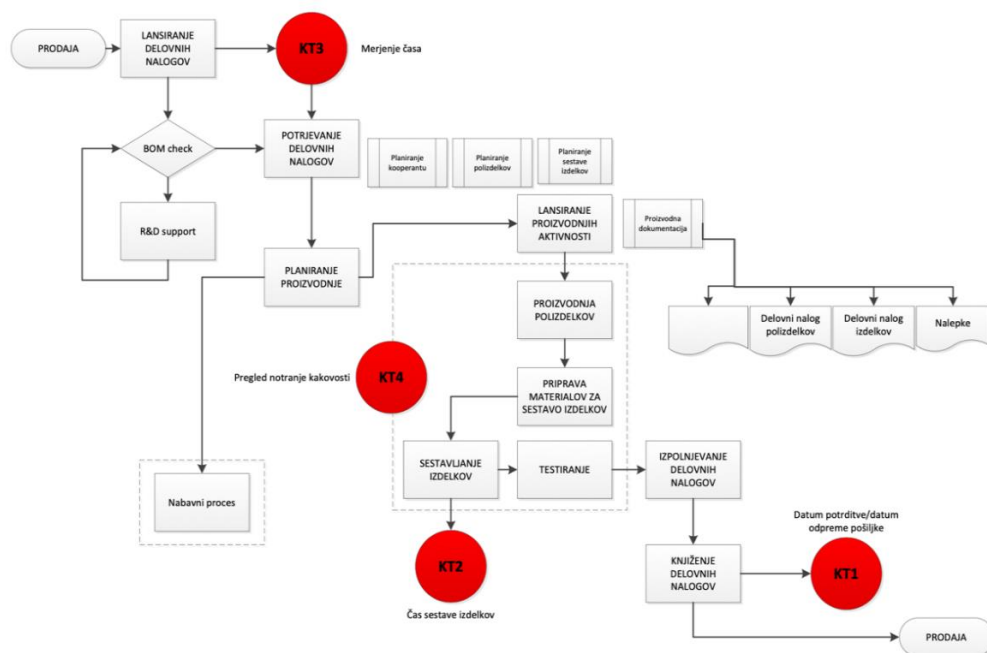 PRODAJA
LANSIRANJE
DELOVNIH
NALOGOV
KT3
Merjenje časa
BOM check
POTRJEVANJE
DELOVNIH
NALOGOV
Planiranje
kooperantu
Planiranje
polizdelkov
Planiranje
sestave
izdelkov
R&D support
PLANIRANJE
PROIZVODNJE
LANSIRANJE
PROIZVODNJIH
AKTIVNOSTI
Proizvodna
dokumentacija
PROIZVODNJA
POLIZDELKOV
Delovni nalog
polizdelkov
Delovni nalog
izdelkov
Nalepke
Pregled notranje kakovosti
KT4
PRIPRAVA
MATERIALOV ZA
SESTAVO IZDELKOV
SESTAVLJANJE
IZDELKOV
TESTIRANJE
IZPOLNJEVANJE
DELOVNIH
NALOGOV
Nabavni proces
KT2
Čas sestave izdelkov
Datum potrditve/datum
odpreme pošiljke
KNJIŽENJE
DELOVNIH
NALOGOV
KT1
PRODAJA